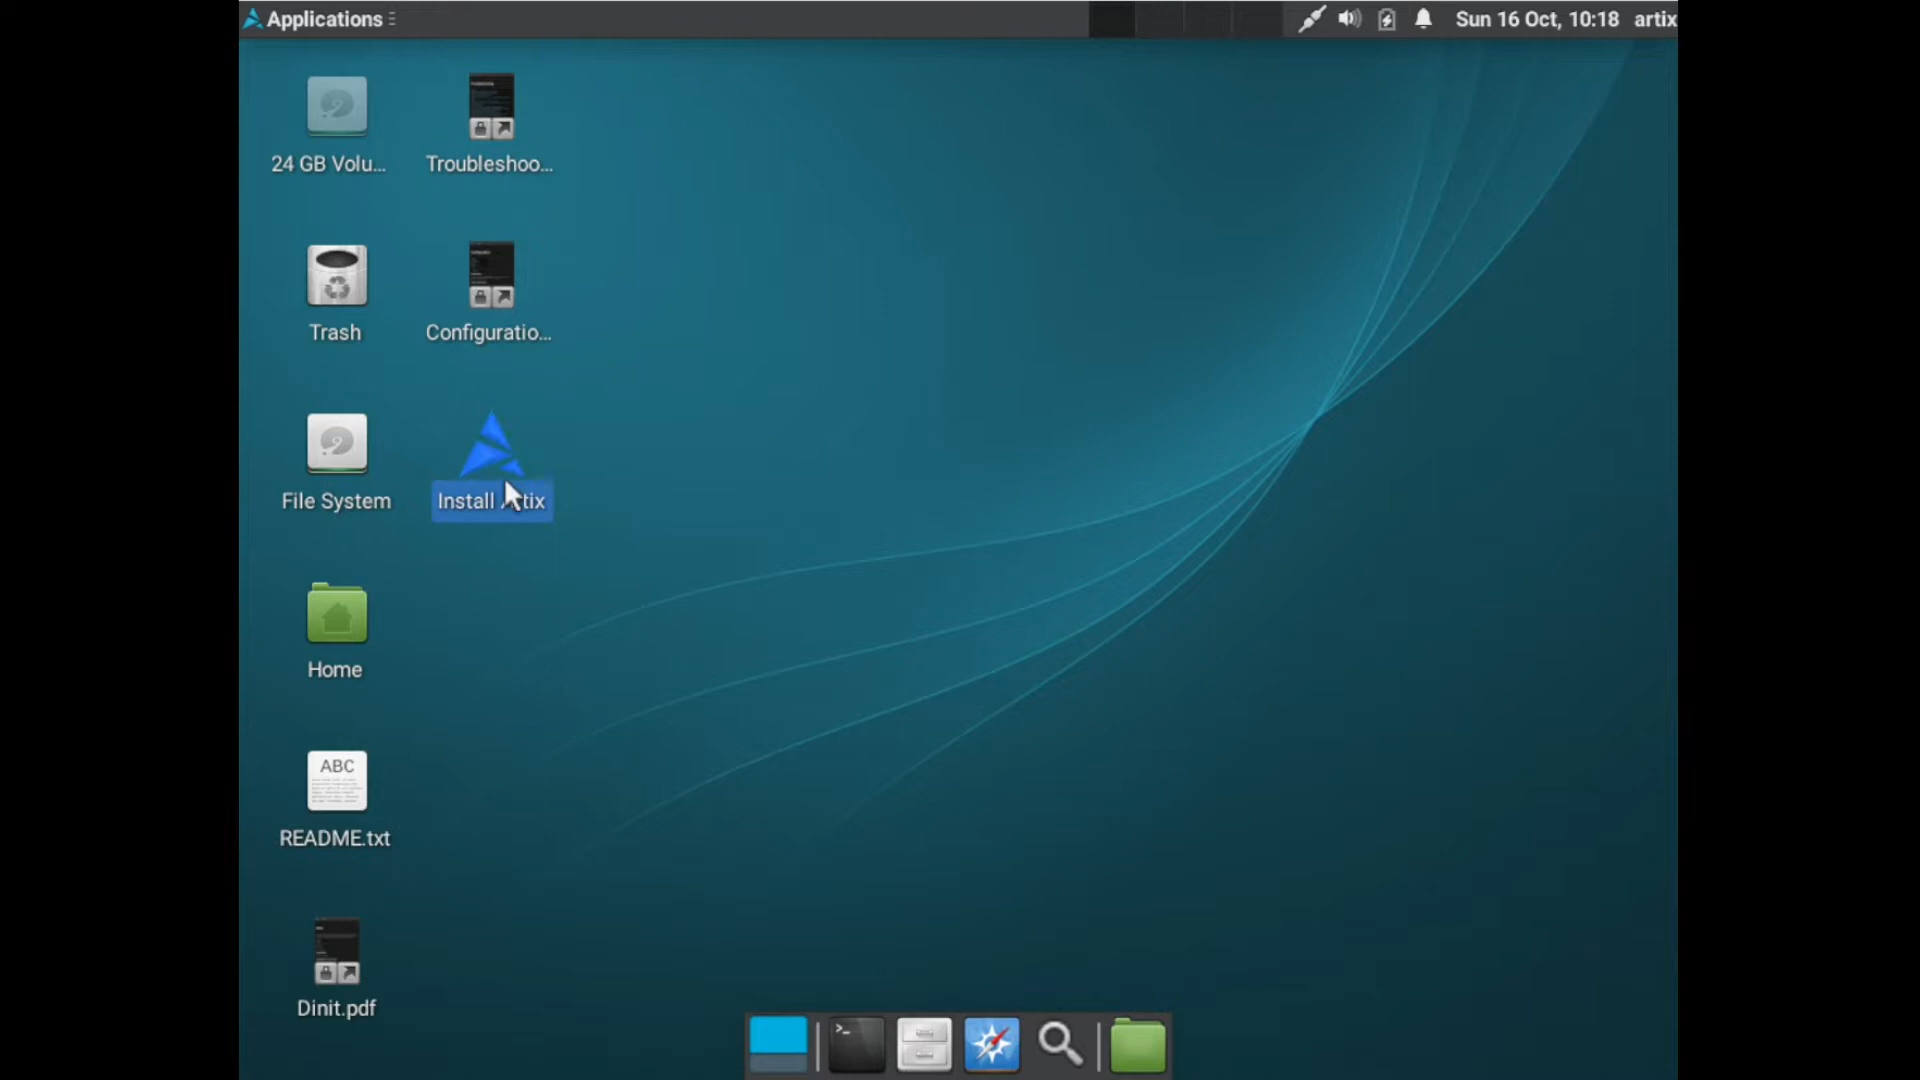 Applications
Sun 16 Oct, 10:18 artix
24 GB Volu...
Troubleshoo...
Trash
Configuratio...
File System
Install Artix
Home
ABC
README.txt
Dinit.pdf
>_